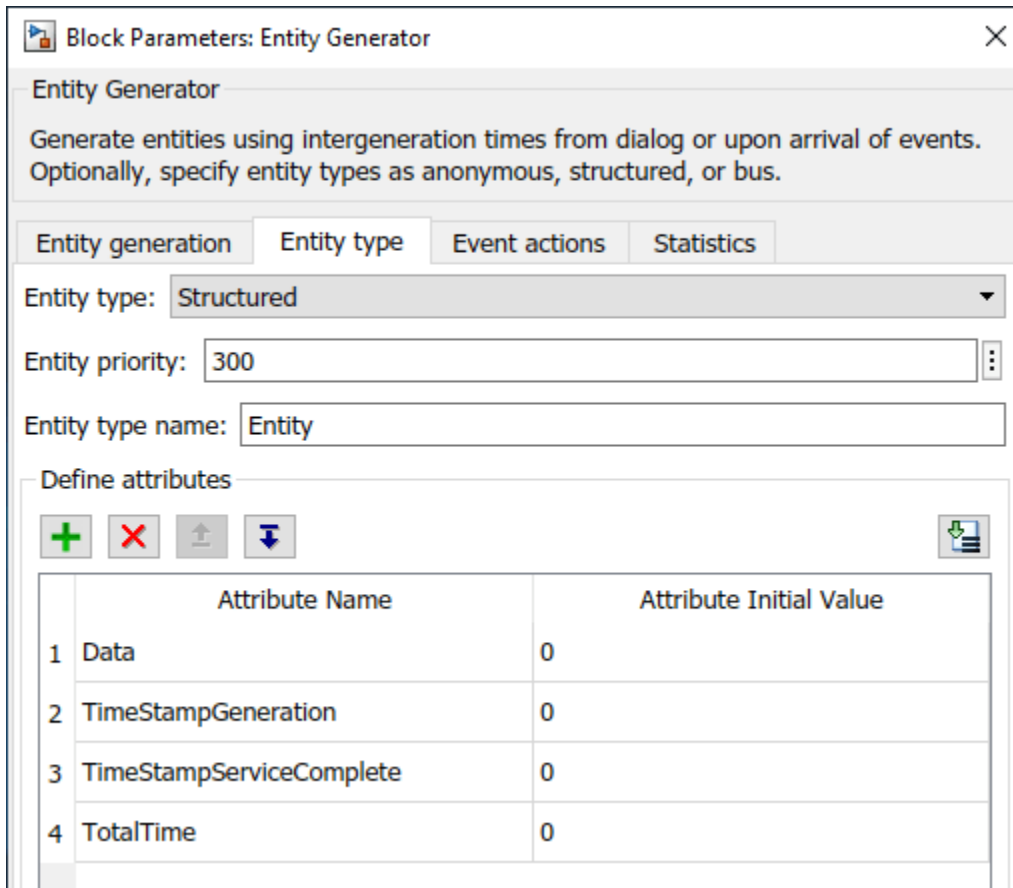 Block Parameters: Entity Generator
Entity Generator
Generate entities using intergeneration times from dialog or upon arrival of events.
Optionally, specify entity types as anonymous, structured, or bus.
Entity generation Entity type Event actions Statistics
Entity type: Structured
Entity priority: 300
Entity type name: Entity
Define attributes
Attribute Name Attribute Initial Value
1 Data 0
2 TimeStampGeneration 0
3 TimeStampServiceComplete 0
4 TotalTime 0